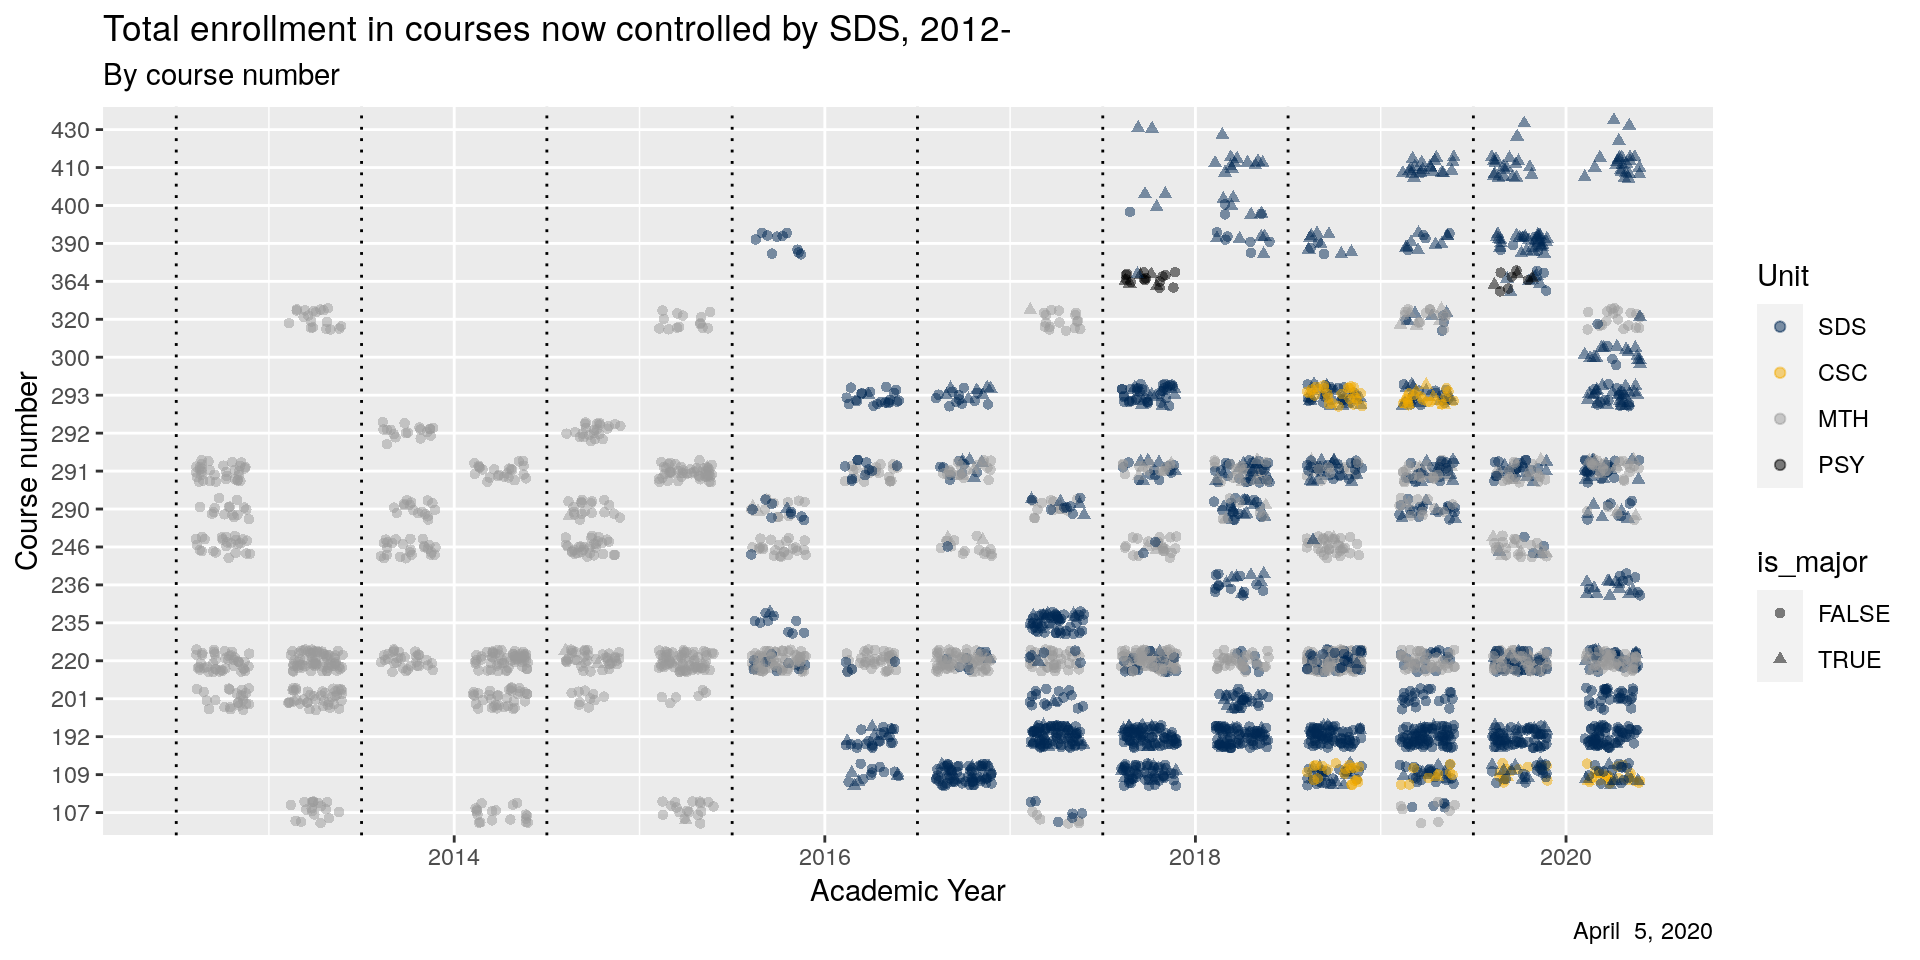 Total enrollment in courses now controlled by SDS, 2012-
By course number
Course number
430
410
400
390
364
320
300
293
292
291
290
246
236
235
220
201
192
109
107
2014
2016
2018
2020
Academic Year
Unit
SDS
CSC
MTH
PSY
is_major
FALSE
TRUE
April  5, 2020